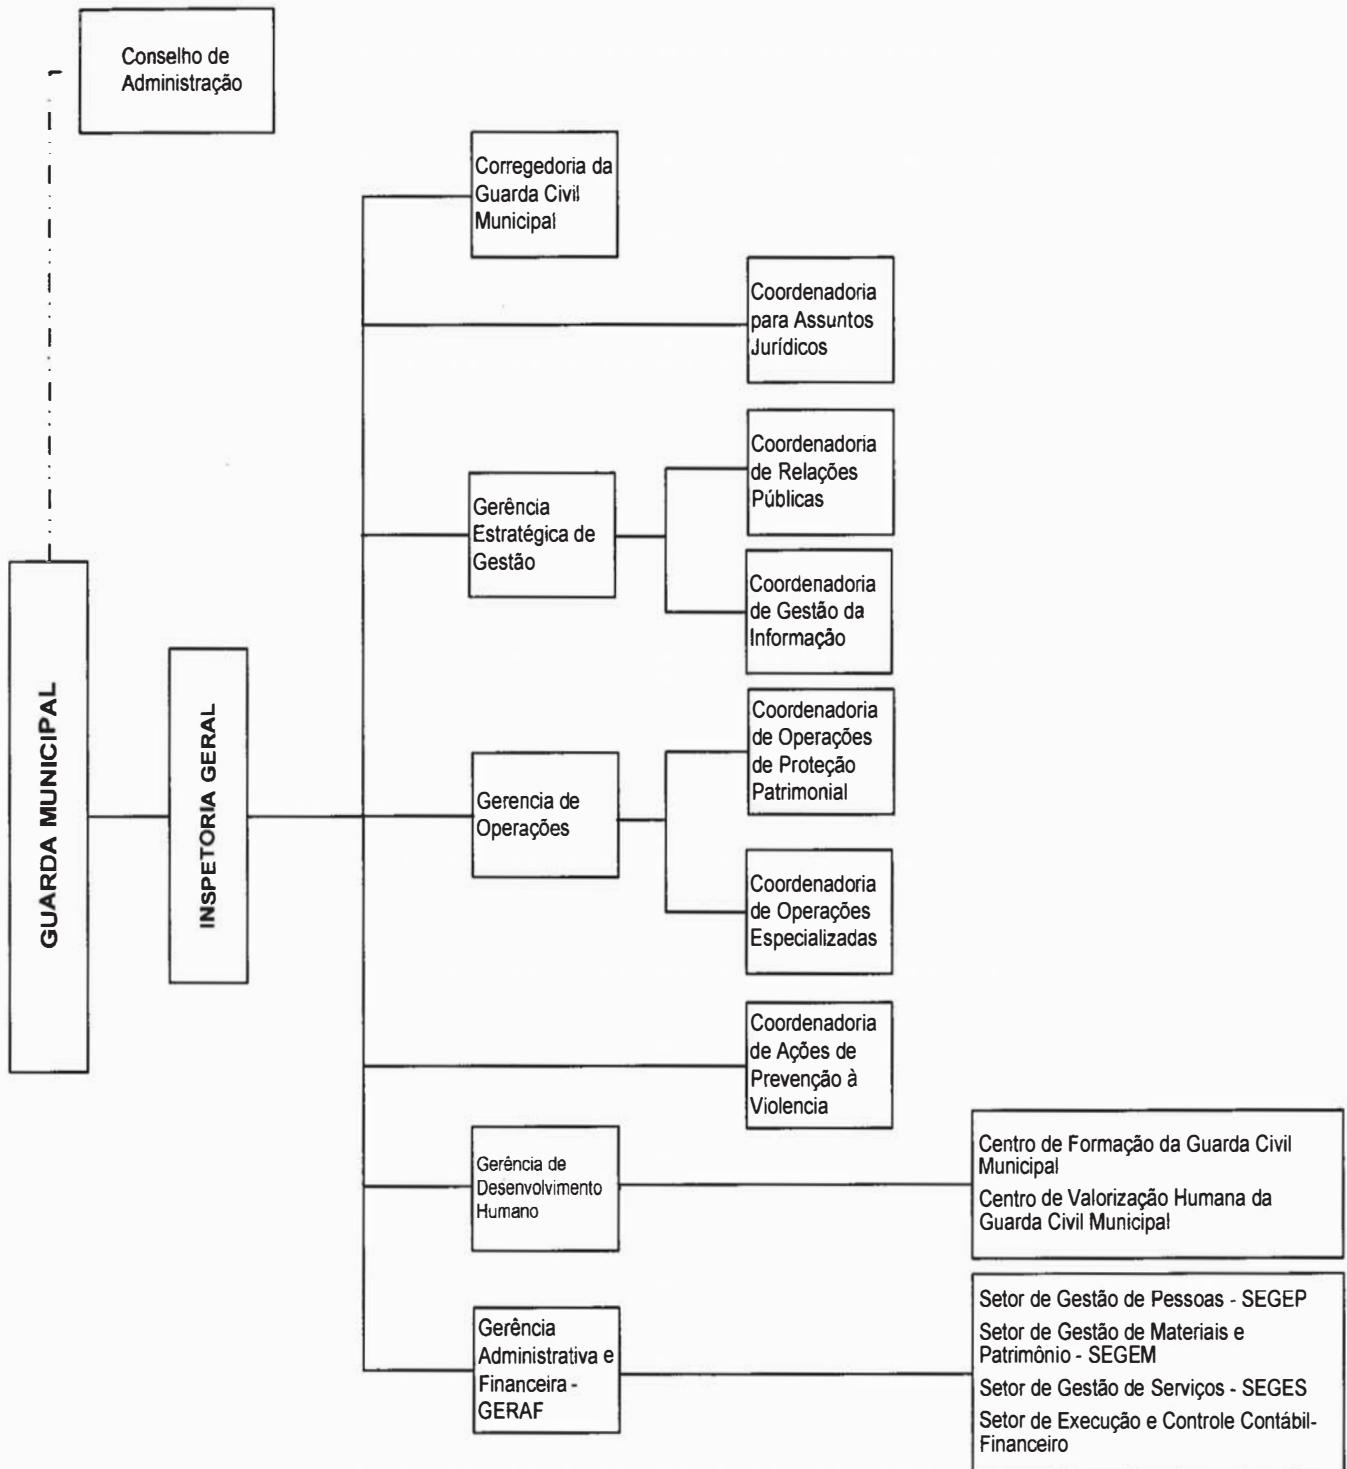 Conselho de
Administração
Corregedoria da
Guarda Civil
Municipal
Coordenadoria
para Assuntos
Jurídicos
Coordenadoria
de Relações
Públicas
Gerência
Estratégica de
Gestão
Coordenadoria
de Gestão da
Informação
GUARDA MUNICIPAL
INSPETORIA GERAL
Coordenadoria
de Operações
de Proteção
Patrimonial
Gerencia de
Operações
Coordenadoria
de Operações
Especializadas
Coordenadoria
de Ações de
Prevenção à
Violencia
Gerência de
Desenvolvimento
Humano
Centro de Formação da Guarda Civil
Municipal
Centro de Valorização Humana da
Guarda Civil Municipal
Gerência
Administrativa e
Financeira -
GERAF
Setor de Gestão de Pessoas - SEGEP
Setor de Gestão de Materiais e
Patrimônio - SEGEM
Setor de Gestão de Serviços - SEGES
Setor de Execução e Controle Contábil-
Financeiro